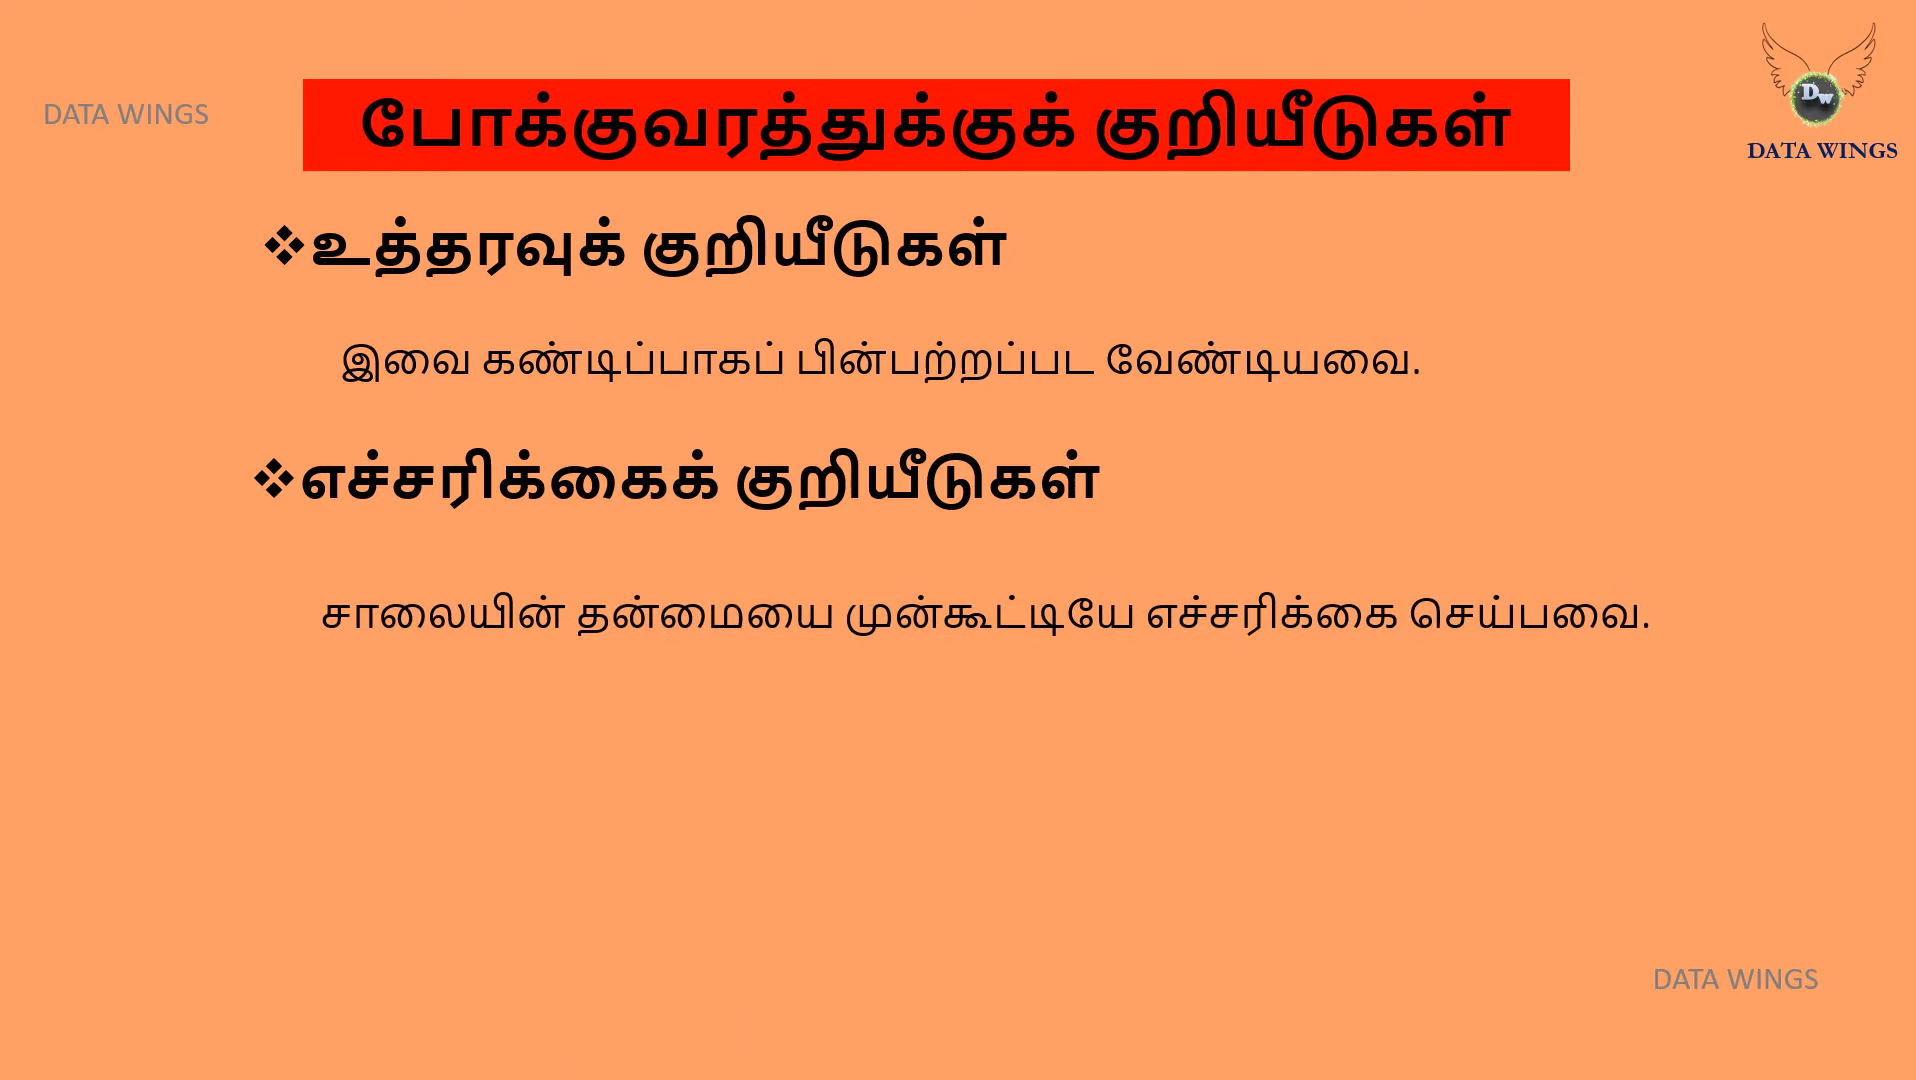 DATA WINGS
போக்குவரத்துக்குக் குறியீடுகள்
DW
DATA WINGS
❖உத்தரவுக் குறியீடுகள்
இவை கண்டிப்பாகப் பின்பற்றப்பட வேண்டியவை.
❖எச்சரிக்கைக் குறியீடுகள்
சாலையின் தன்மையை முன்கூட்டியே எச்சரிக்கை செய்பவை.
DATA WINGS